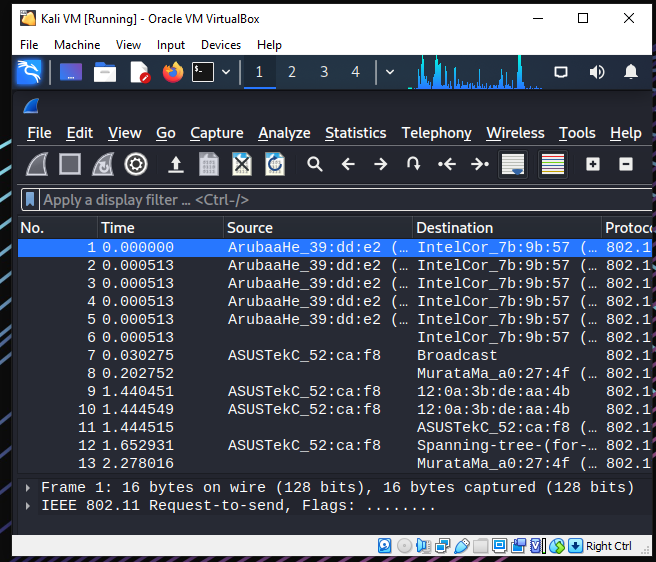 Kali VM [Running] - Oracle VM VirtualBox
File Machine View Input Devices Help
1 2 3 4
File Edit View Go Capture Analyze Statistics Telephony Wireless Tools Help
Apply a display filter … <Ctrl-/>
No. Time Source Destination Protoc
1 0.000000 ArubaaHe_39:dd:e2 (… IntelCor_7b:9b:57 (… 802.1
2 0.000513 ArubaaHe_39:dd:e2 (… IntelCor_7b:9b:57 (… 802.1
3 0.000513 ArubaaHe_39:dd:e2 (… IntelCor_7b:9b:57 (… 802.1
4 0.000513 ArubaaHe_39:dd:e2 (… IntelCor_7b:9b:57 (… 802.1
5 0.000513 ArubaaHe_39:dd:e2 (… IntelCor_7b:9b:57 (… 802.1
6 0.000513 IntelCor_7b:9b:57 (… 802.1
7 0.030275 ASUSTekC_52:ca:f8 Broadcast 802.1
8 0.202752 MurataMa_a0:27:4f (… 802.1
9 1.440451 ASUSTekC_52:ca:f8 12:0a:3b:de:aa:4b 802.1
10 1.444549 ASUSTekC_52:ca:f8 12:0a:3b:de:aa:4b 802.1
11 1.444515 ASUSTekC_52:ca:f8 (… 802.1
12 1.652931 ASUSTekC_52:ca:f8 Spanning-tree-(for-… 802.1
13 2.278016 MurataMa_a0:27:4f (… 802.1
Frame 1: 16 bytes on wire (128 bits), 16 bytes captured (128 bits)
IEEE 802.11 Request-to-send, Flags: ........
Right Ctrl